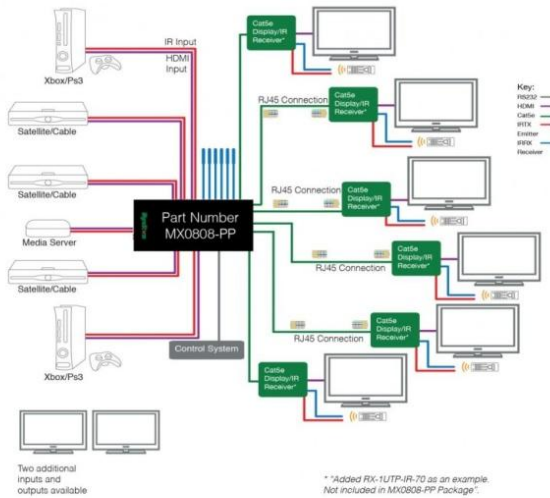 Xbox/Ps3
IR Input
HDMI
Input
Satellite/Cable
Satellite/Cable
Media Server
Satellite/Cable
Xbox/Ps3
Part Number
MX0808-PP
Control System
Cat5e
Display/IR
Receiver
RJ45 Connection
Cat5e
Display/IR
Receiver*
RJ45 Connection
Cat5e
Display/IR
Receiver*
RJ45 Connection
Cat5e
Display/IR
Receiver*
RJ45 Connection
Cat5e
Display/IR
Receiver*
Cat5e
Display/IR
Receiver*
Key:
RS232
HDMI
Cat5e
IRTX
Emitter
IRRX
Receiver
Two additional
inputs and
outputs available
* "Added RX-1UTP-IR-70 as an example.
Not included in MX0808-PP Package".